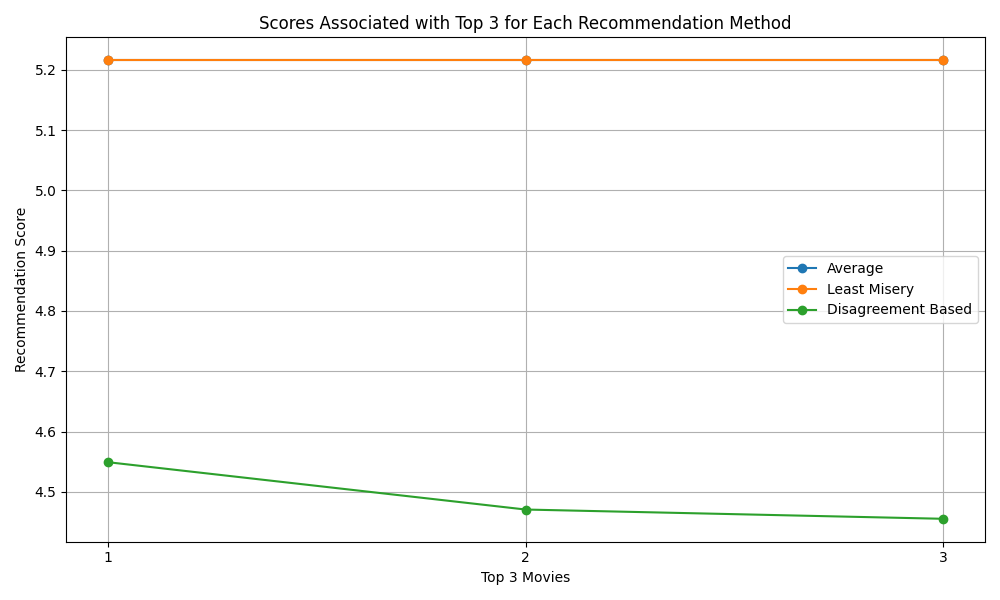 Scores Associated with Top 3 for Each Recommendation Method
5.2
5.1
5.0
4.9
4.8
4.7
4.6
4.5
Recommendation Score
Average
Least Misery
Disagreement Based
1
2
3
Top 3 Movies